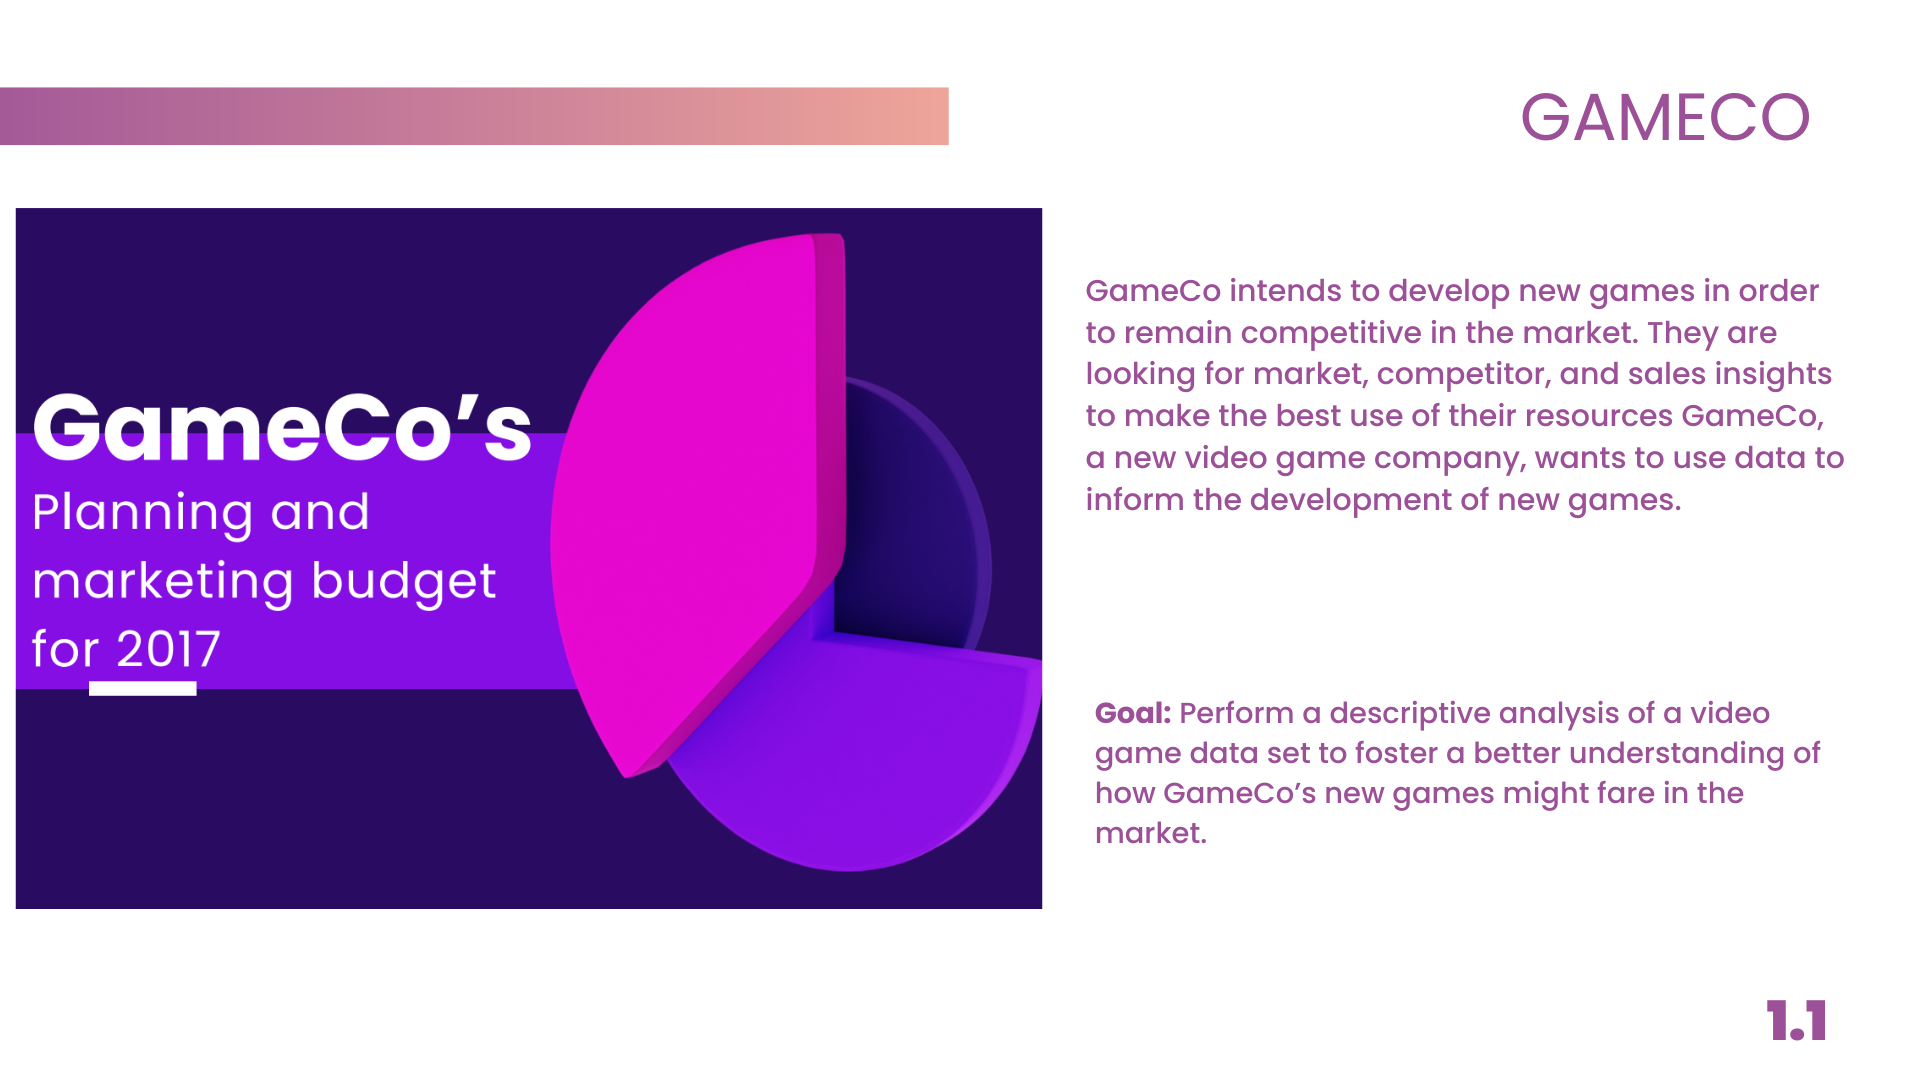 GAMECO
GameCo’s
Planning and
marketing budget
for 2017
GameCo intends to develop new games in order
to remain competitive in the market. They are
looking for market, competitor, and sales insights
to make the best use of their resources GameCo,
a new video game company, wants to use data to
inform the development of new games.
Goal: Perform a descriptive analysis of a video
game data set to foster a better understanding of
how GameCo’s new games might fare in the
market.
1.1